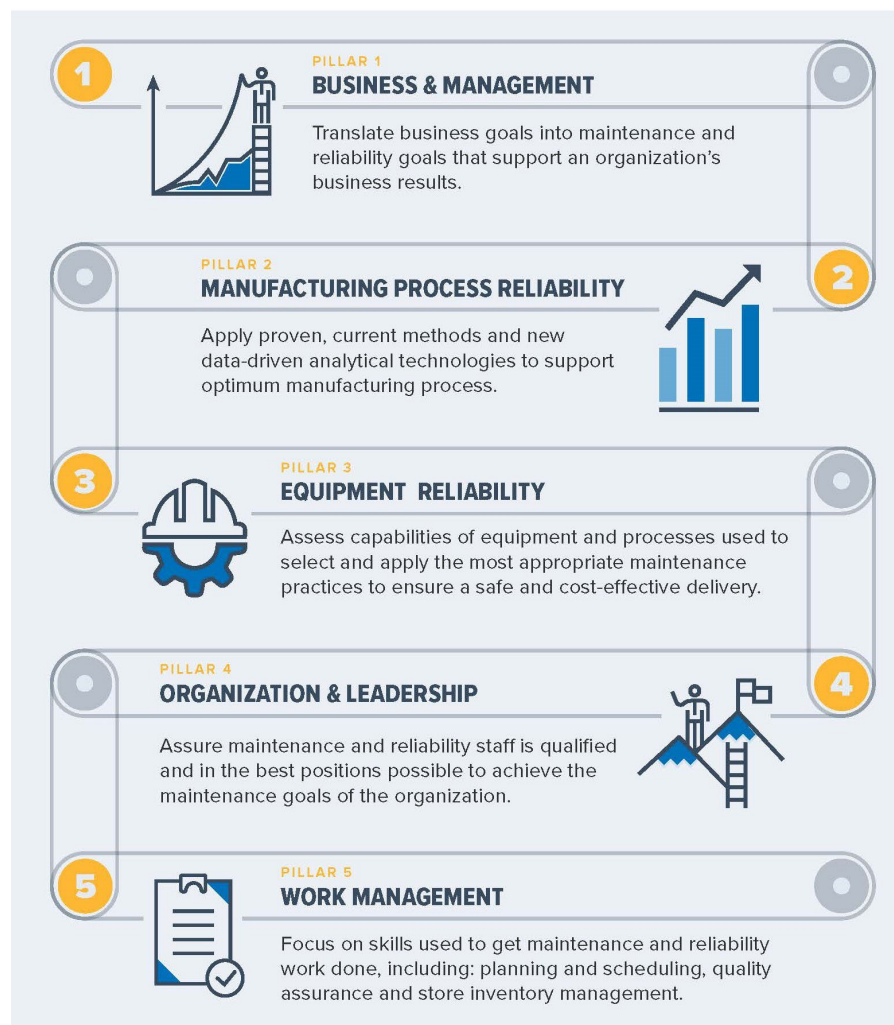 1
PILLAR 1
BUSINESS & MANAGEMENT
Translate business goals into maintenance and
reliability goals that support an organization's
business results.
PILLAR 2
MANUFACTURING PROCESS RELIABILITY
2
Apply proven, current methods and new
data-driven analytical technologies to support
optimum manufacturing process.
3
PILLAR 3
EQUIPMENT RELIABILITY
Assess capabilities of equipment and processes used to
select and apply the most appropriate maintenance
practices to ensure a safe and cost-effective delivery.
PILLAR 4
ORGANIZATION & LEADERSHIP
4
Assure maintenance and reliability staff is qualified
and in the best positions possible to achieve the
maintenance goals of the organization.
5
PILLAR 5
WORK MANAGEMENT
Focus on skills used to get maintenance and reliability
work done, including: planning and scheduling, quality
assurance and store inventory management.